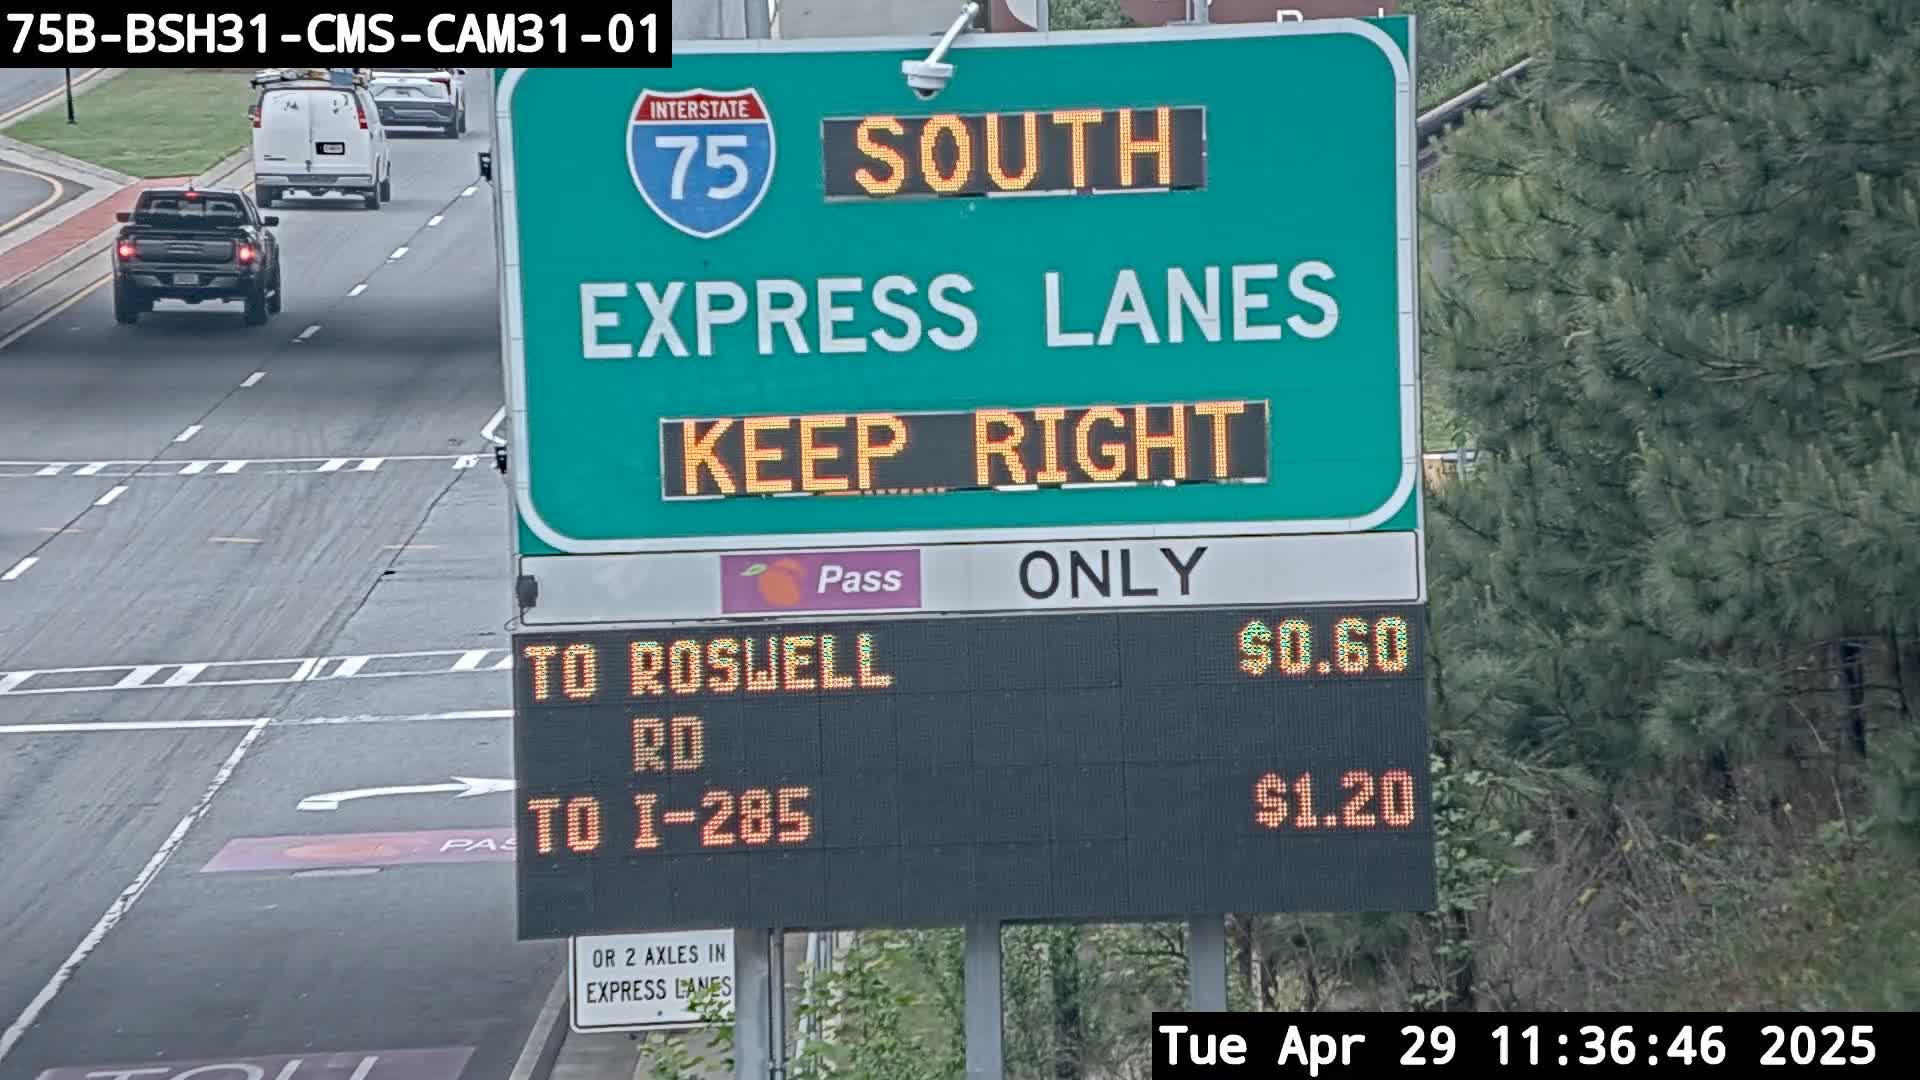 75B-BSH31-CMS-CAM31-01
INTERSTATE
75
SOUTH
EXPRESS LANES
KEEP RIGHT
Pass ONLY
TO ROSWELL $0.60
RD
TO I-285 $1.20
OR 2 AXLES IN
EXPRESS LANES
Tue Apr 29 11:36:46 2025